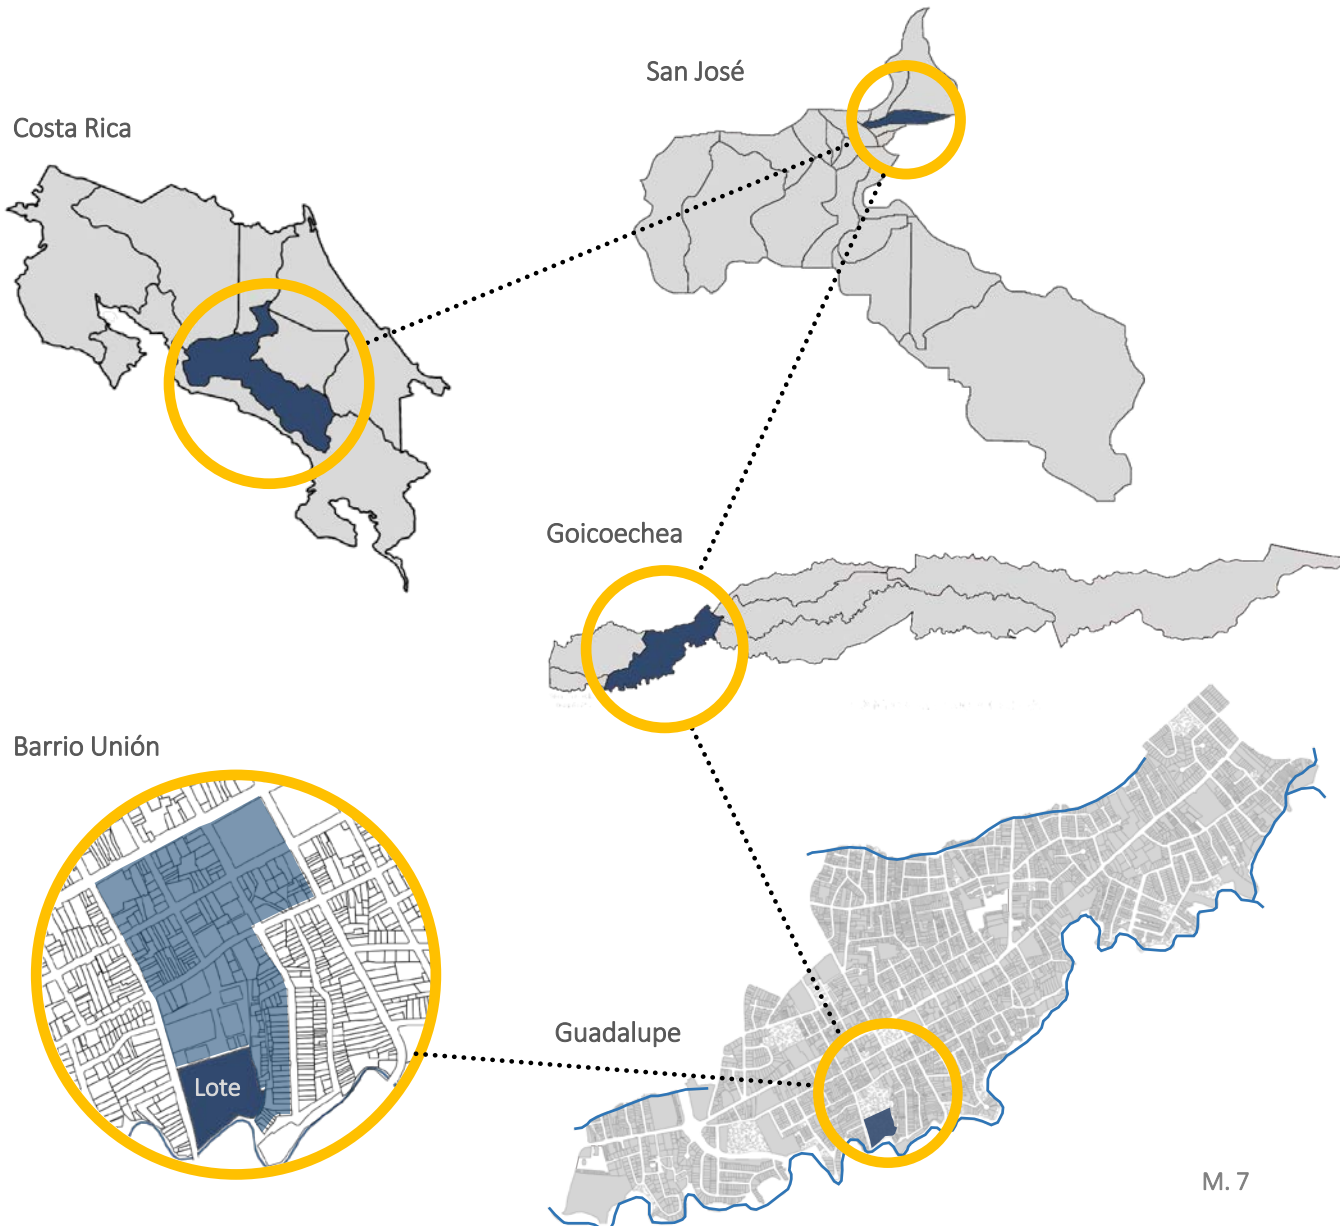 San José
Costa Rica
Goicoechea
Barrio Unión
Guadalupe
Lote
M. 7